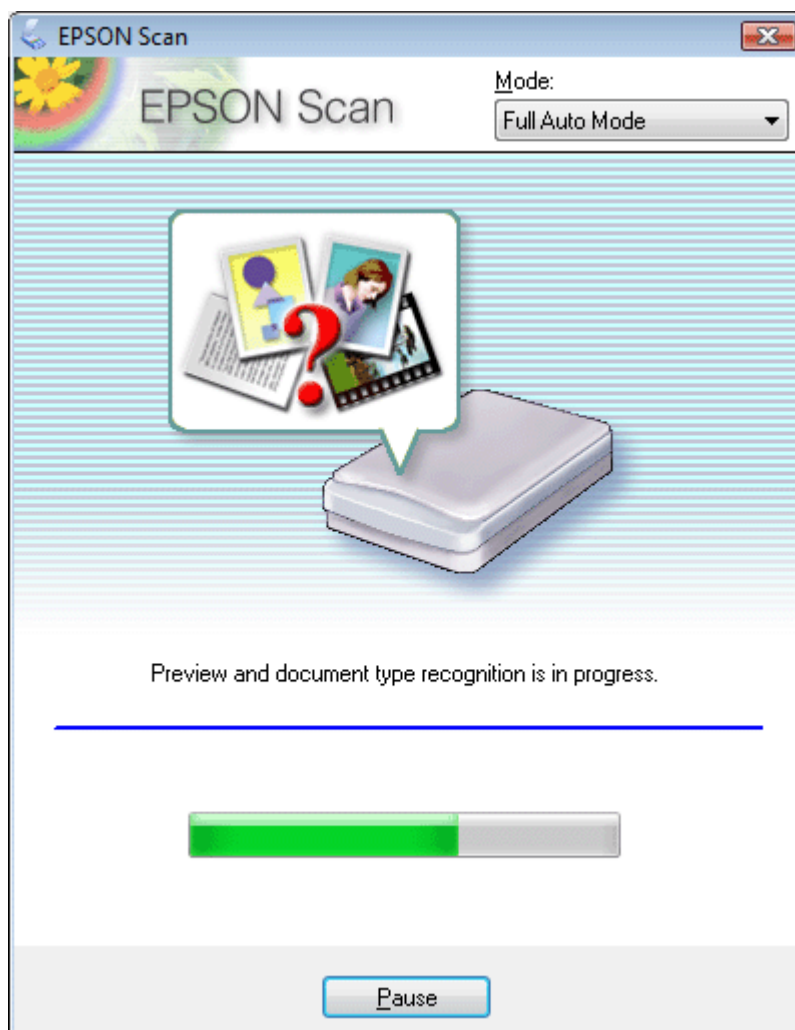 EPSON Scan
EPSON Scan
Mode:
Full Auto Mode
Preview and document type recognition is in progress.
Pause